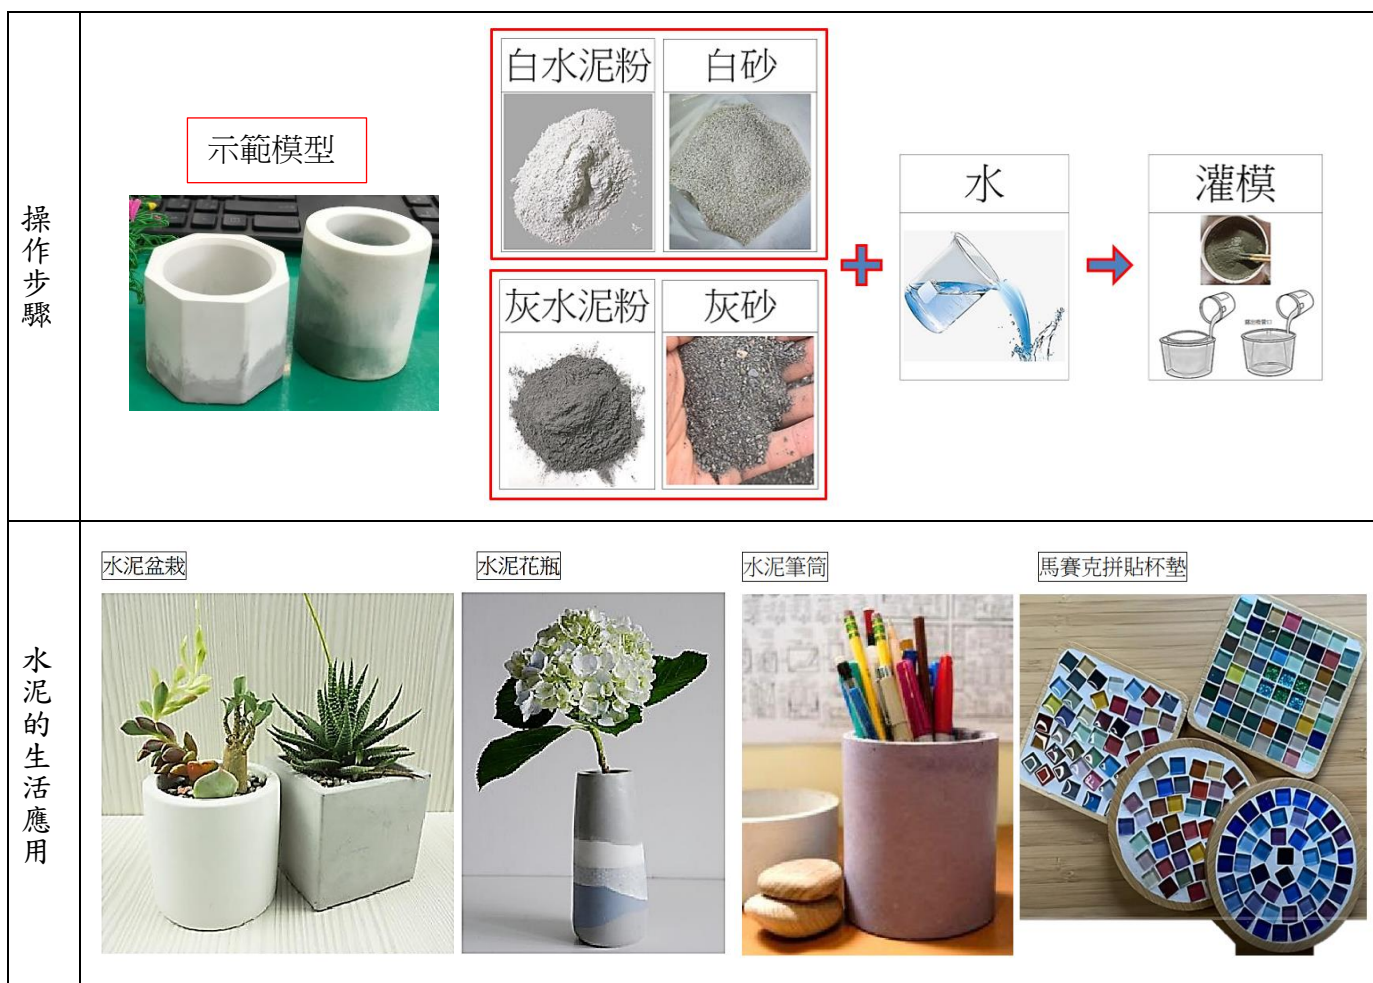 操作步驟
示範模型
白水泥粉
白砂
灰水泥粉
灰砂
水
灌模
水泥的生活應用
水泥盆栽
水泥花瓶
水泥筆筒
馬賽克拼貼杯墊